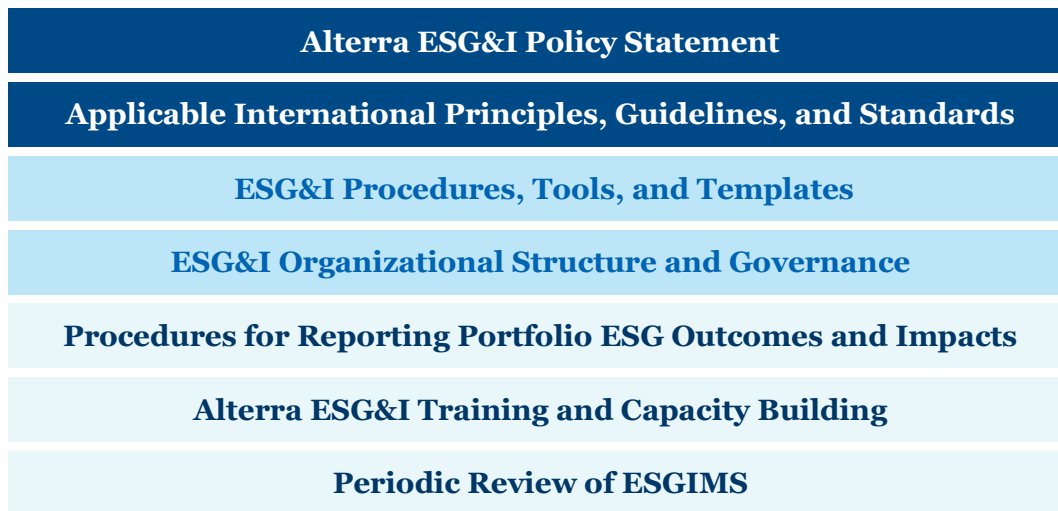 Alterra ESG&I Policy Statement
Applicable International Principles, Guidelines, and Standards
ESG&I Procedures, Tools, and Templates
ESG&I Organizational Structure and Governance
Procedures for Reporting Portfolio ESG Outcomes and Impacts
Alterra ESG&I Training and Capacity Building
Periodic Review of ESGIMS